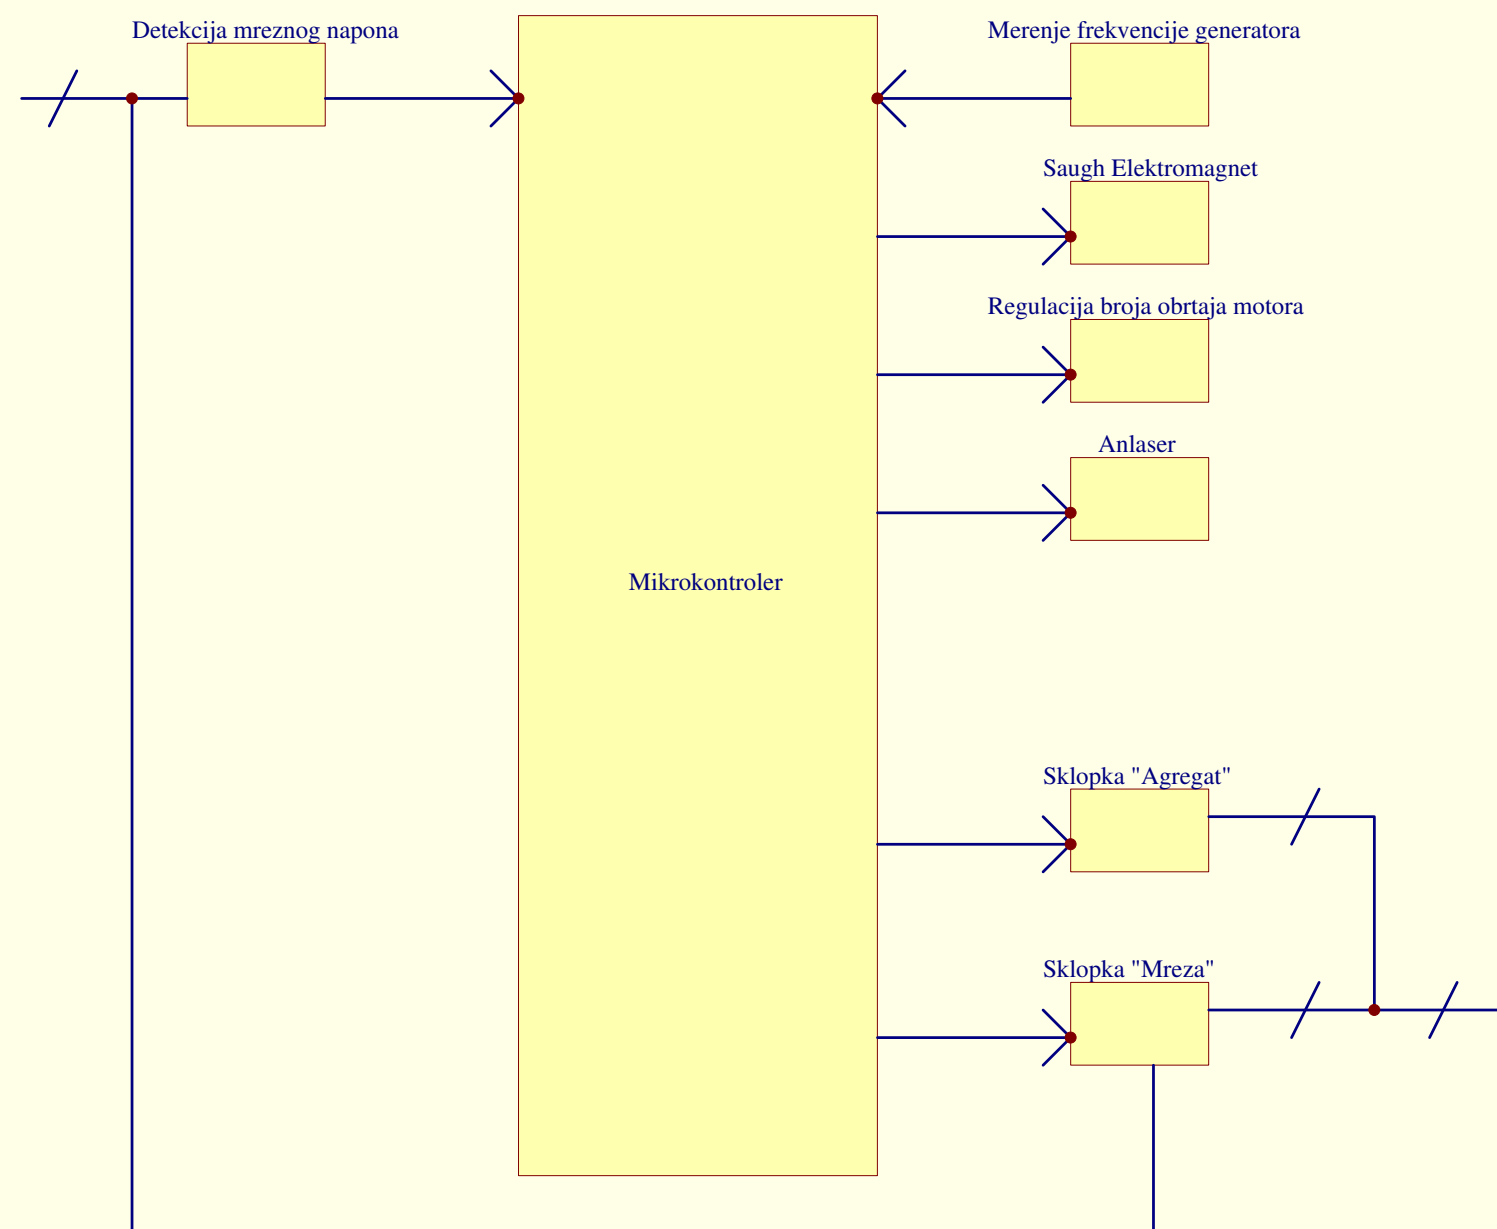 Detekcija mreznog napona
Merenje frekvencije generatora
Saugh Elektromagnet
Regulacija broja obrtaja motora
Anlaser
Mikrokontroler
Sklopka "Agregat"
Sklopka "Mreza"